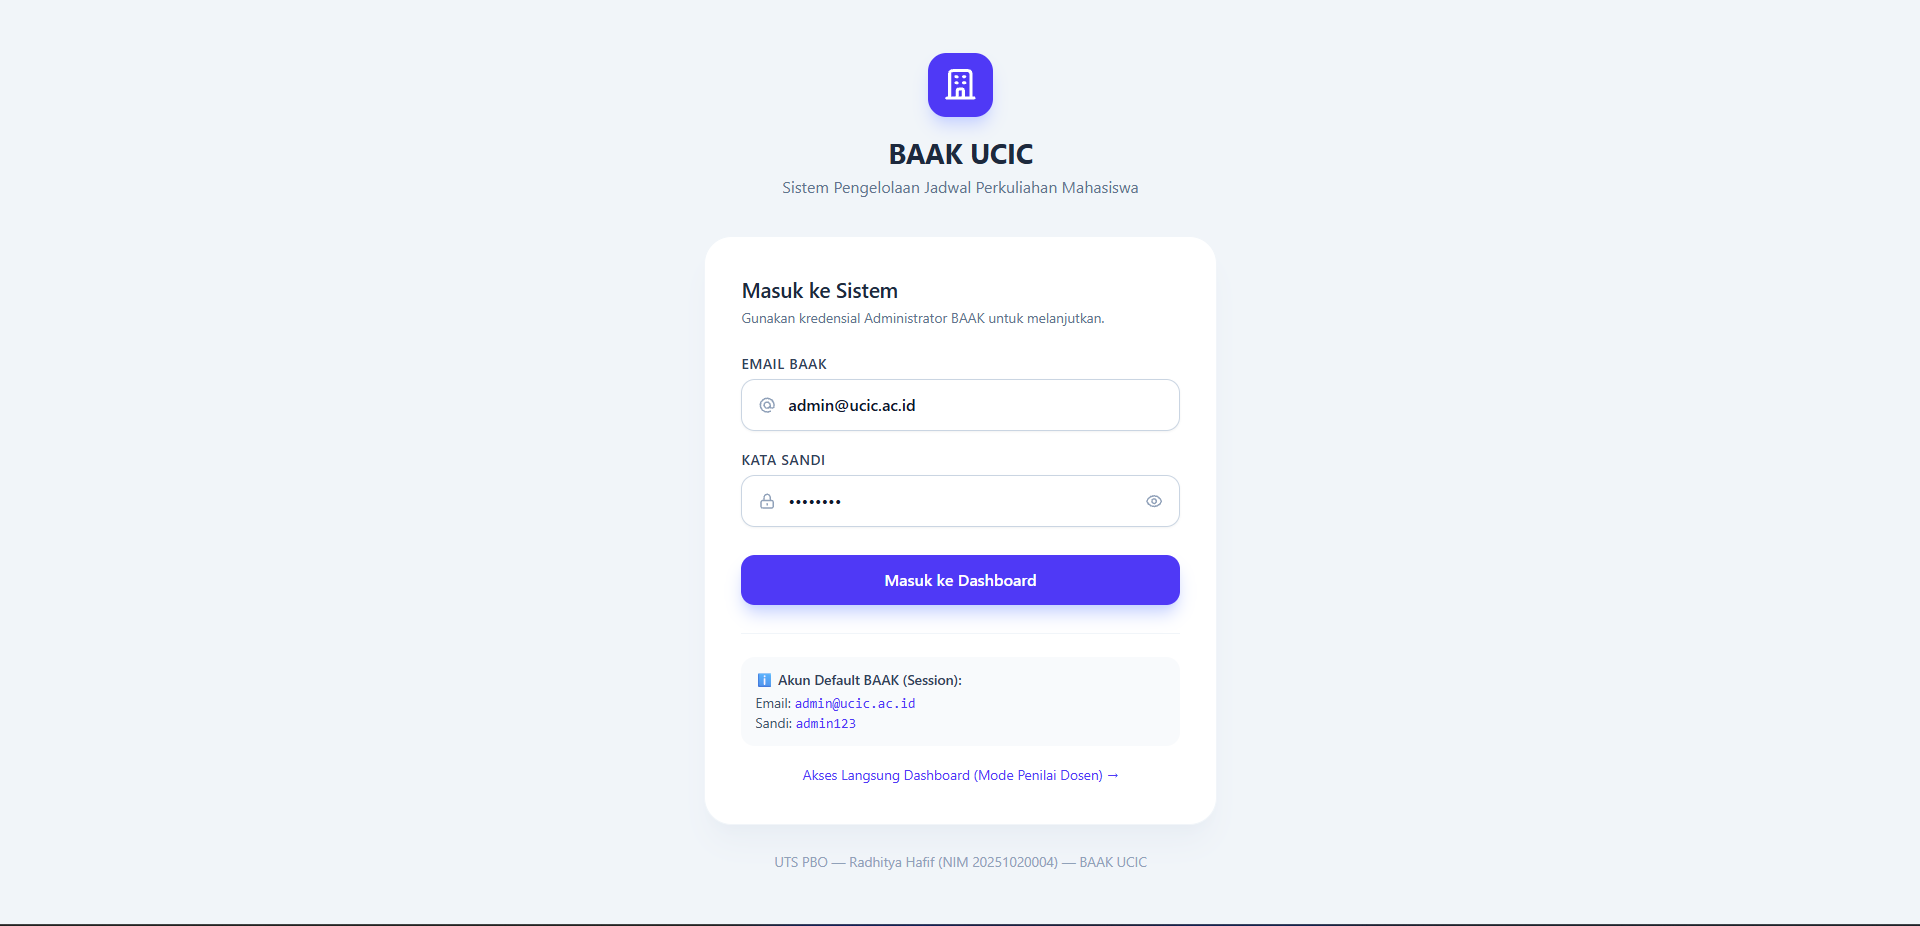 BAAK UCIC
Sistem Pengelolaan Jadwal Perkuliahan Mahasiswa
Masuk ke Sistem
Gunakan kredensial Administrator BAAK untuk melanjutkan.
EMAIL BAAK
admin@ucic.ac.id
KATA SANDI
••••••••
Masuk ke Dashboard
ℹ️ Akun Default BAAK (Session):
Email: admin@ucic.ac.id
Sandi: admin123
Akses Langsung Dashboard (Mode Penilai Dosen) →
UTS PBO — Radhitya Hafif (NIM 20251020004) — BAAK UCIC